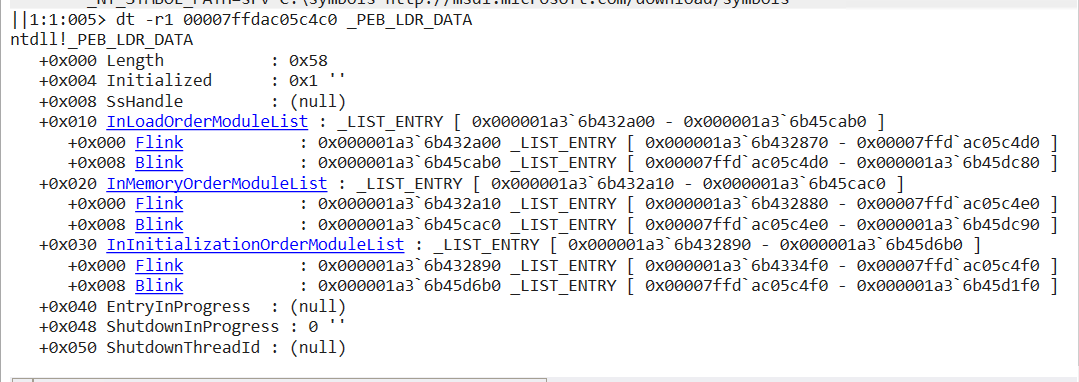 _NT_SYMBOL_PATH=srv C:\symbols http://msdl.microsoft.com/download/symbols
||1:1:005> dt -r1 00007ffdac05c4c0 _PEB_LDR_DATA
ntdll!_PEB_LDR_DATA
+0x000 Length : 0x58
+0x004 Initialized : 0x1 ''
+0x008 SsHandle : (null)
+0x010 InLoadOrderModuleList : _LIST_ENTRY [ 0x000001a3`6b432a00 - 0x000001a3`6b45cab0 ]
+0x000 Flink : 0x000001a3`6b432a00 _LIST_ENTRY [ 0x000001a3`6b432870 - 0x00007ffd`ac05c4d0 ]
+0x008 Blink : 0x000001a3`6b45cab0 _LIST_ENTRY [ 0x00007ffd`ac05c4d0 - 0x000001a3`6b45dc80 ]
+0x020 InMemoryOrderModuleList : _LIST_ENTRY [ 0x000001a3`6b432a10 - 0x000001a3`6b45cac0 ]
+0x000 Flink : 0x000001a3`6b432a10 _LIST_ENTRY [ 0x000001a3`6b432880 - 0x00007ffd`ac05c4e0 ]
+0x008 Blink : 0x000001a3`6b45cac0 _LIST_ENTRY [ 0x00007ffd`ac05c4e0 - 0x000001a3`6b45dc90 ]
+0x030 InInitializationOrderModuleList : _LIST_ENTRY [ 0x000001a3`6b432890 - 0x000001a3`6b45d6b0 ]
+0x000 Flink : 0x000001a3`6b432890 _LIST_ENTRY [ 0x000001a3`6b4334f0 - 0x00007ffd`ac05c4f0 ]
+0x008 Blink : 0x000001a3`6b45d6b0 _LIST_ENTRY [ 0x00007ffd`ac05c4f0 - 0x000001a3`6b45d1f0 ]
+0x040 EntryInProgress : (null)
+0x048 ShutdownInProgress : 0 ''
+0x050 ShutdownThreadId : (null)